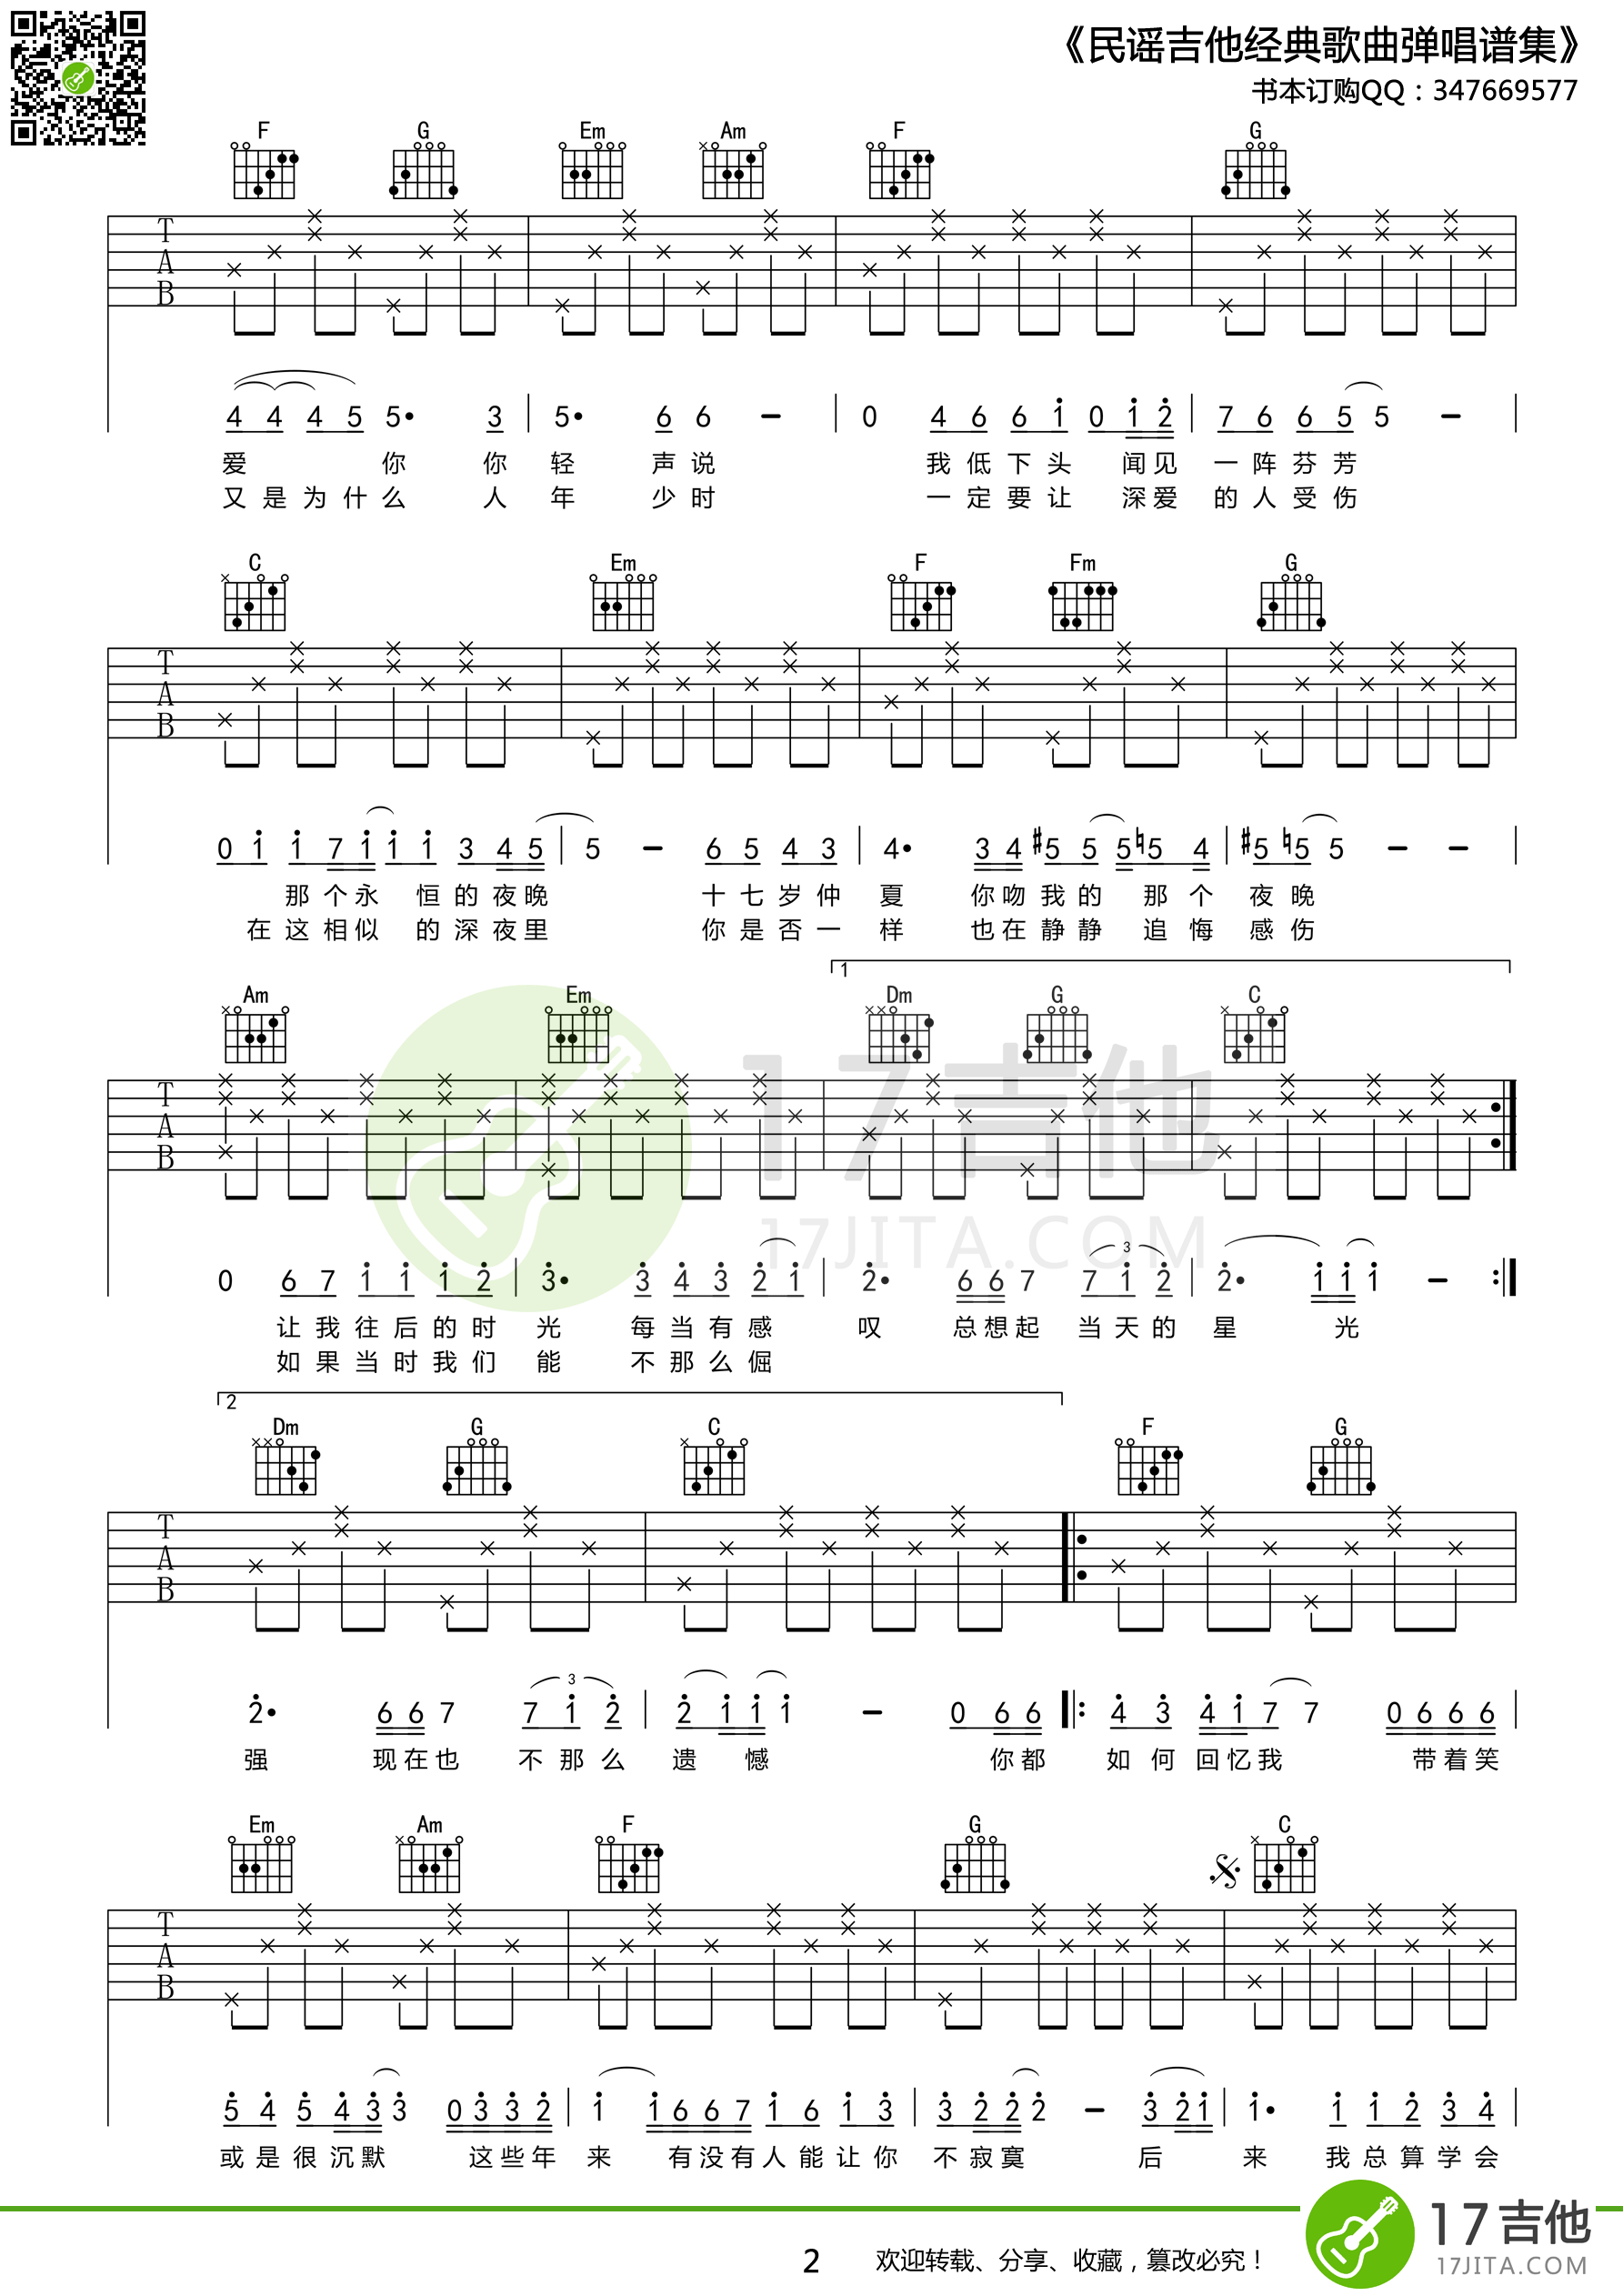 《民谣吉他经典歌曲弹唱谱集》
书本订购QQ：347669577
F G Em Am F G
T
A
B
4 4 4 5 5· 3 5· 6 6 - 0 4 6 6 1 0 1 2 7 6 6 5 5 -
爱 你 你 轻 声 说 我 低 下 头 闻 见 一 阵 芬 芳
又 是 为 什 么 人 年 少 时 一 定 要 让 深 爱 的 人 受 伤
C Em F Fm G
T
A
B
0 1 1 7 1 1 1 3 4 5 5 - 6 5 4 3 4· 3 4 #5 5 5 ♮5 4 #5 ♮5 5 - -
那 个 永 恒 的 夜 晚 十 七 岁 仲 夏 你 吻 我 的 那 个 夜 晚
在 这 相 似 的 深 夜 里 你 是 否 一 样 也 在 静 静 追 悔 感 伤
1
Am Em Dm G C
T
A
B
17吉他
17JITA.COM
0 6 7 1 1 1 2 3· 3 4 3 2 1 2· 6 6 7 3 7 1 2 2· 1 1 1 -
让 我 往 后 的 时 光 每 当 有 感 叹 总 想 起 当 天 的 星 光
如 果 当 时 我 们 能 不 那 么 倔
2
Dm G C F G
T
A
B
2· 6 6 7 3 7 1 2 2 1 1 1 - 0 6 6 4 3 4 1 7 7 0 6 6 6
强 现 在 也 不 那 么 遗 憾 你 都 如 何 回 忆 我 带 着 笑
Em Am F G C
T
A
B
5 4 5 4 3 3 0 3 3 2 1 1 6 6 7 1 6 1 3 3 2 2 2 - 3 2 1 1· 1 1 2 3 4
或 是 很 沉 默 这 些 年 来 有 没 有 人 能 让 你 不 寂 寞 后 来 我 总 算 学 会
2 欢迎转载、分享、收藏，篡改必究！
17吉他
17JITA.COM